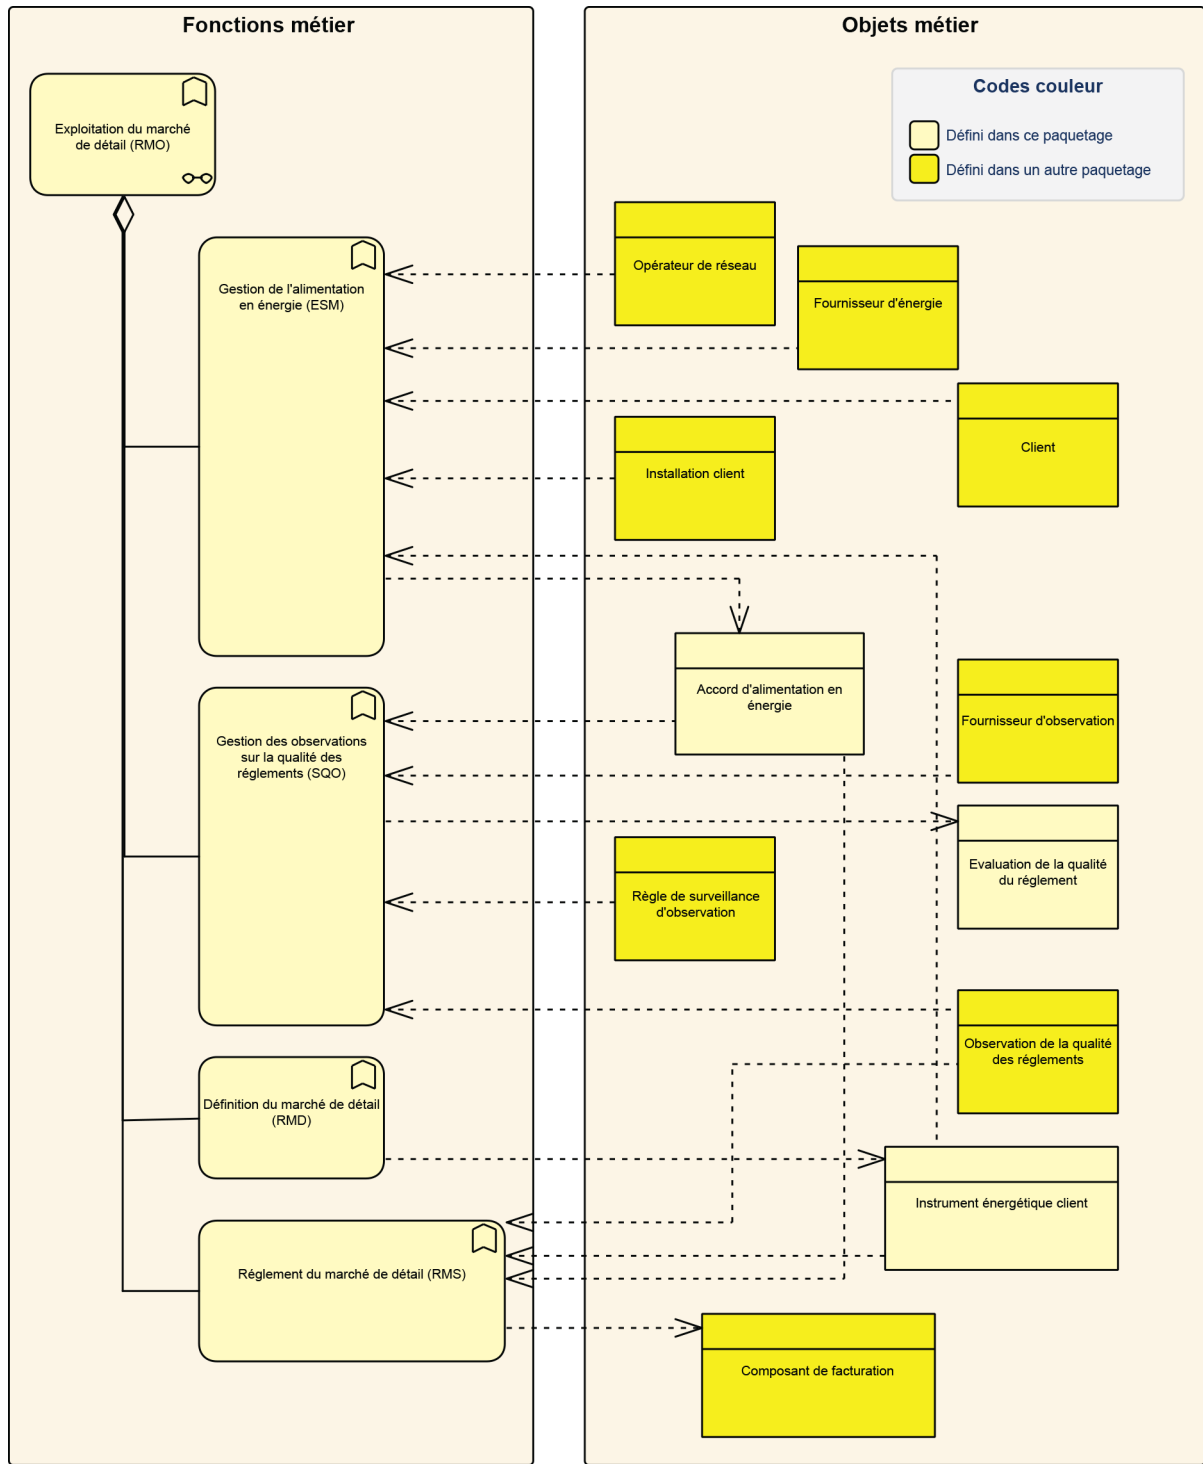 Fonctions métier
Exploitation du marché
de détail (RMO)
Gestion de l'alimentation
en énergie (ESM)
Gestion des observations
sur la qualité des
réglements (SQO)
Définition du marché de détail
(RMD)
Réglement du marché de détail (RMS)
Objets métier
Codes couleur
Défini dans ce paquetage
Défini dans un autre paquetage
Opérateur de réseau
Fournisseur d'énergie
Client
Installation client
Accord d'alimentation en
énergie
Fournisseur d'observation
Evaluation de la qualité
du réglement
Règle de surveillance
d'observation
Observation de la qualité
des réglements
Instrument énergétique client
Composant de facturation